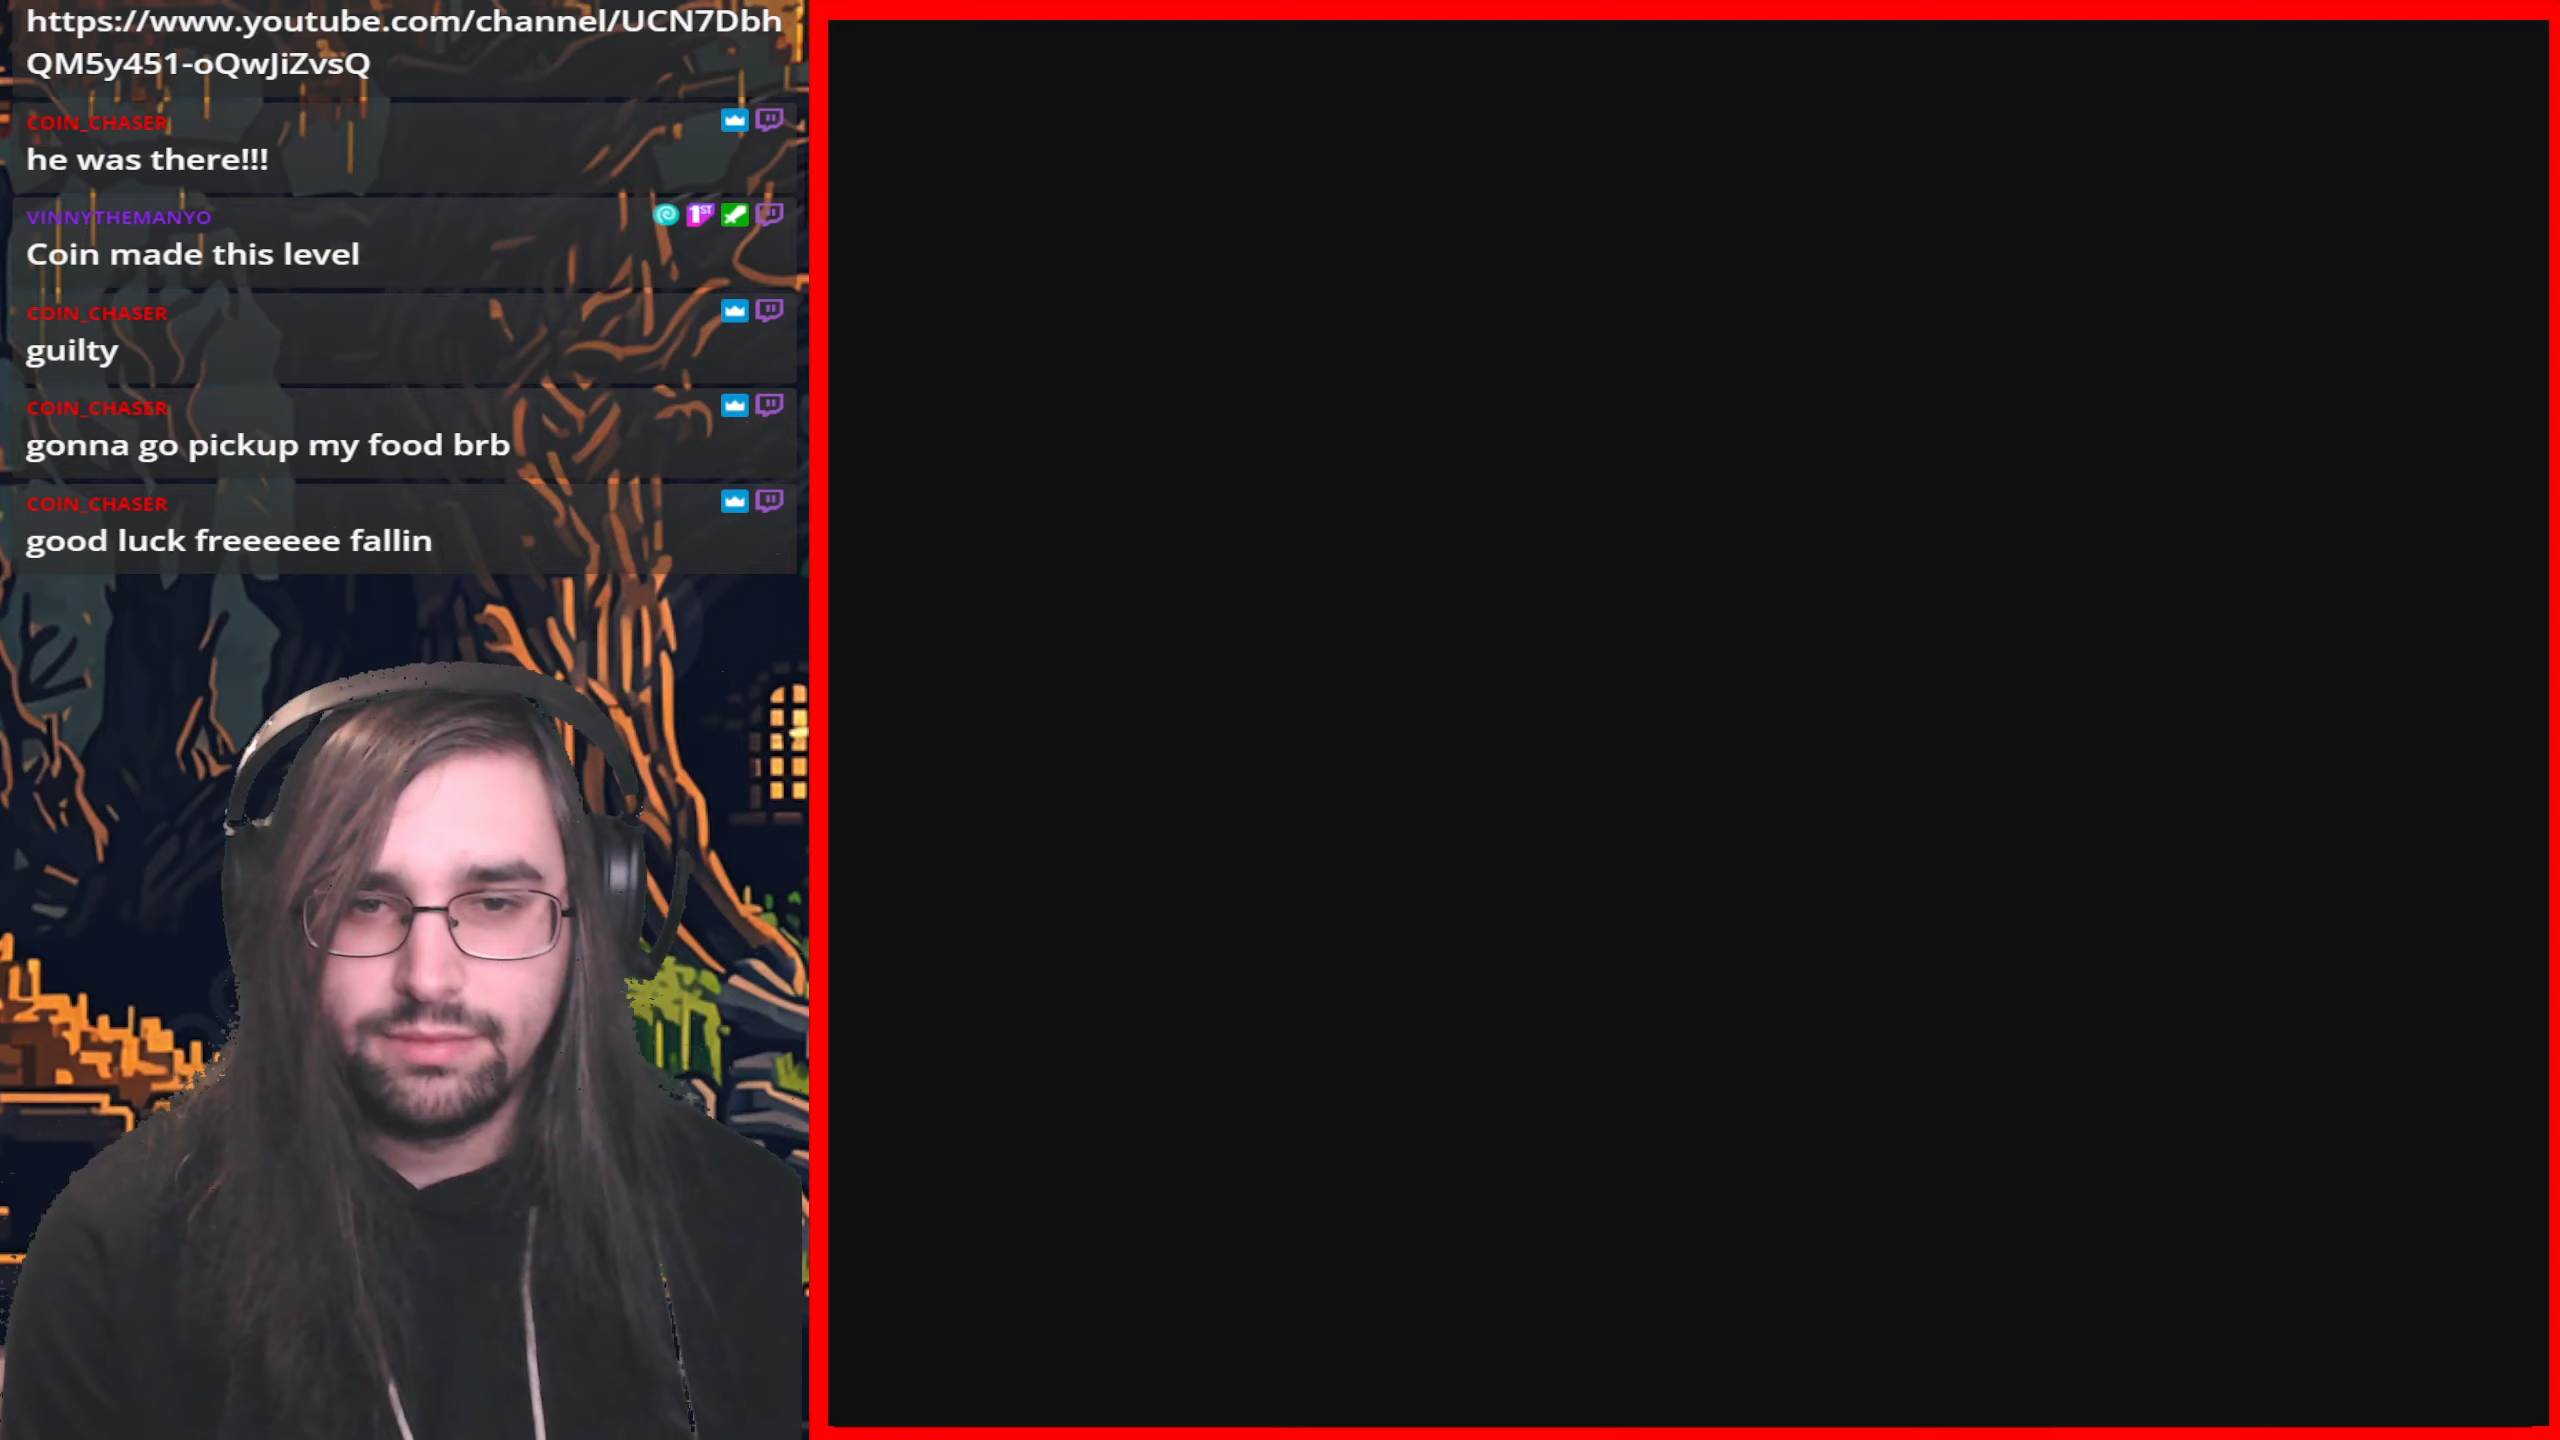 https://www.youtube.com/channel/UCN7Dbh
QM5y451-oQwJiZvsQ
COIN_CHASER
he was there!!!
VINNYTHEMANYO
1ST
Coin made this level
COIN_CHASER
guilty
COIN_CHASER
gonna go pickup my food brb
COIN_CHASER
good luck freeeeee fallin